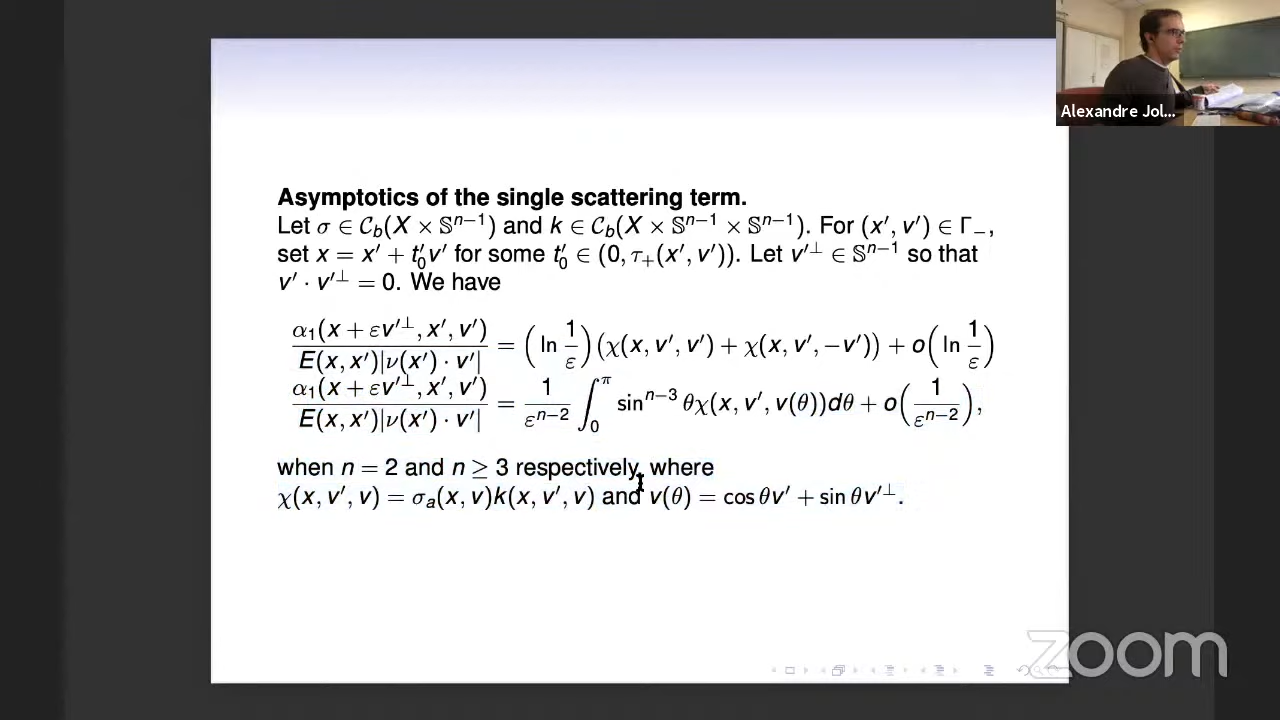 Asymptotics of the single scattering term.
Let σ ∈ 𝒞_b(X × 𝕊^{n−1}) and k ∈ 𝒞_b(X × 𝕊^{n−1} × 𝕊^{n−1}). For (x′, v′) ∈ Γ_−,
set x = x′ + t′_0 v′ for some t′_0 ∈ (0, τ_+(x′, v′)). Let v′^⊥ ∈ 𝕊^{n−1} so that
v′ · v′^⊥ = 0. We have
α_1(x + εv′^⊥, x′, v′) / E(x, x′)|ν(x′) · v′| = (ln 1/ε)(χ(x, v′, v′) + χ(x, v′, −v′)) + o(ln 1/ε)
α_1(x + εv′^⊥, x′, v′) / E(x, x′)|ν(x′) · v′| = 1/ε^{n−2} ∫_0^π sin^{n−3} θχ(x, v′, v(θ))dθ + o(1/ε^{n−2}),
when n = 2 and n ≥ 3 respectively, where
χ(x, v′, v) = σ_a(x, v)k(x, v′, v) and v(θ) = cos θv′ + sin θv′^⊥.
Alexandre Jol...
zoom